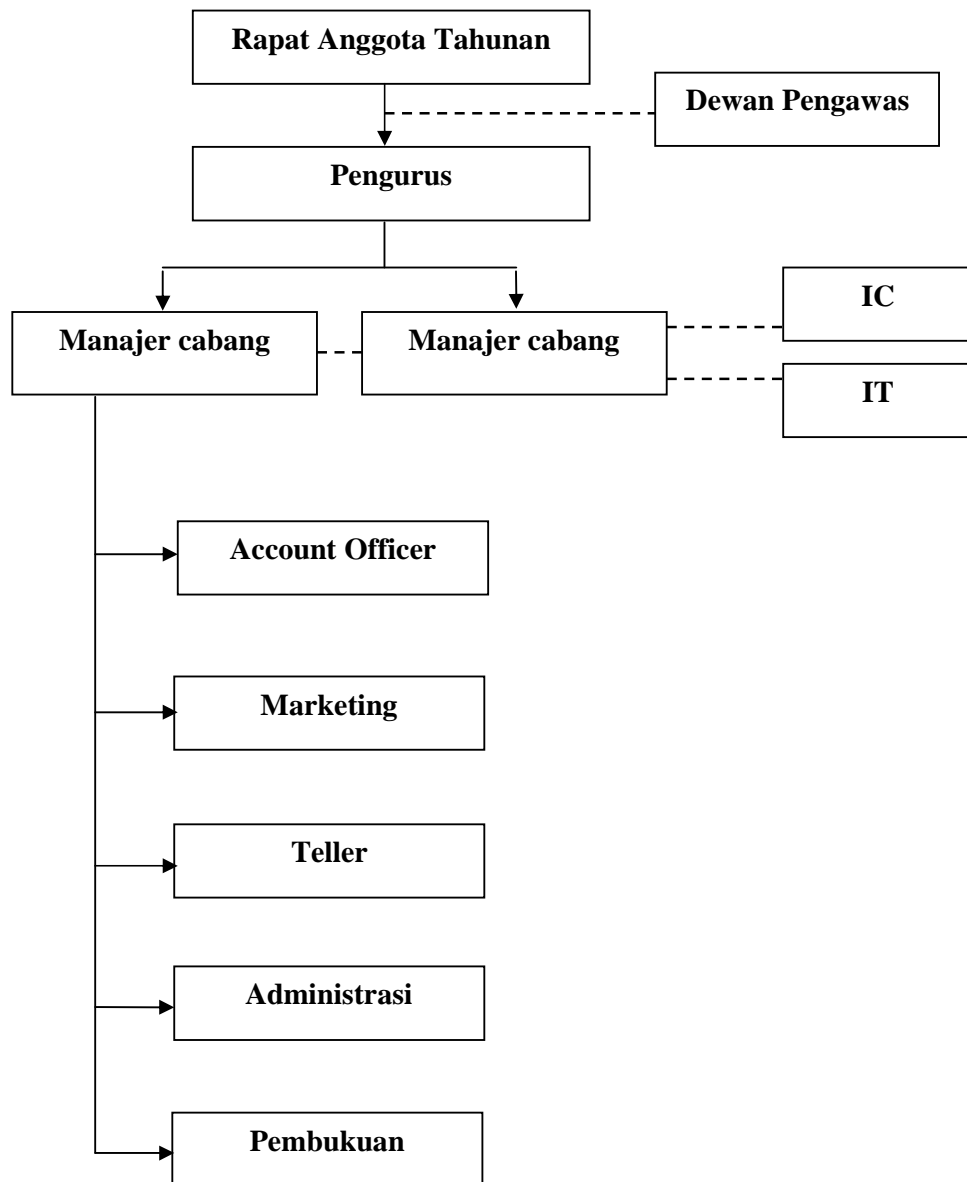 Rapat Anggota Tahunan
Dewan Pengawas
Pengurus
IC
Manajer cabang
Manajer cabang
IT
Account Officer
Marketing
Teller
Administrasi
Pembukuan